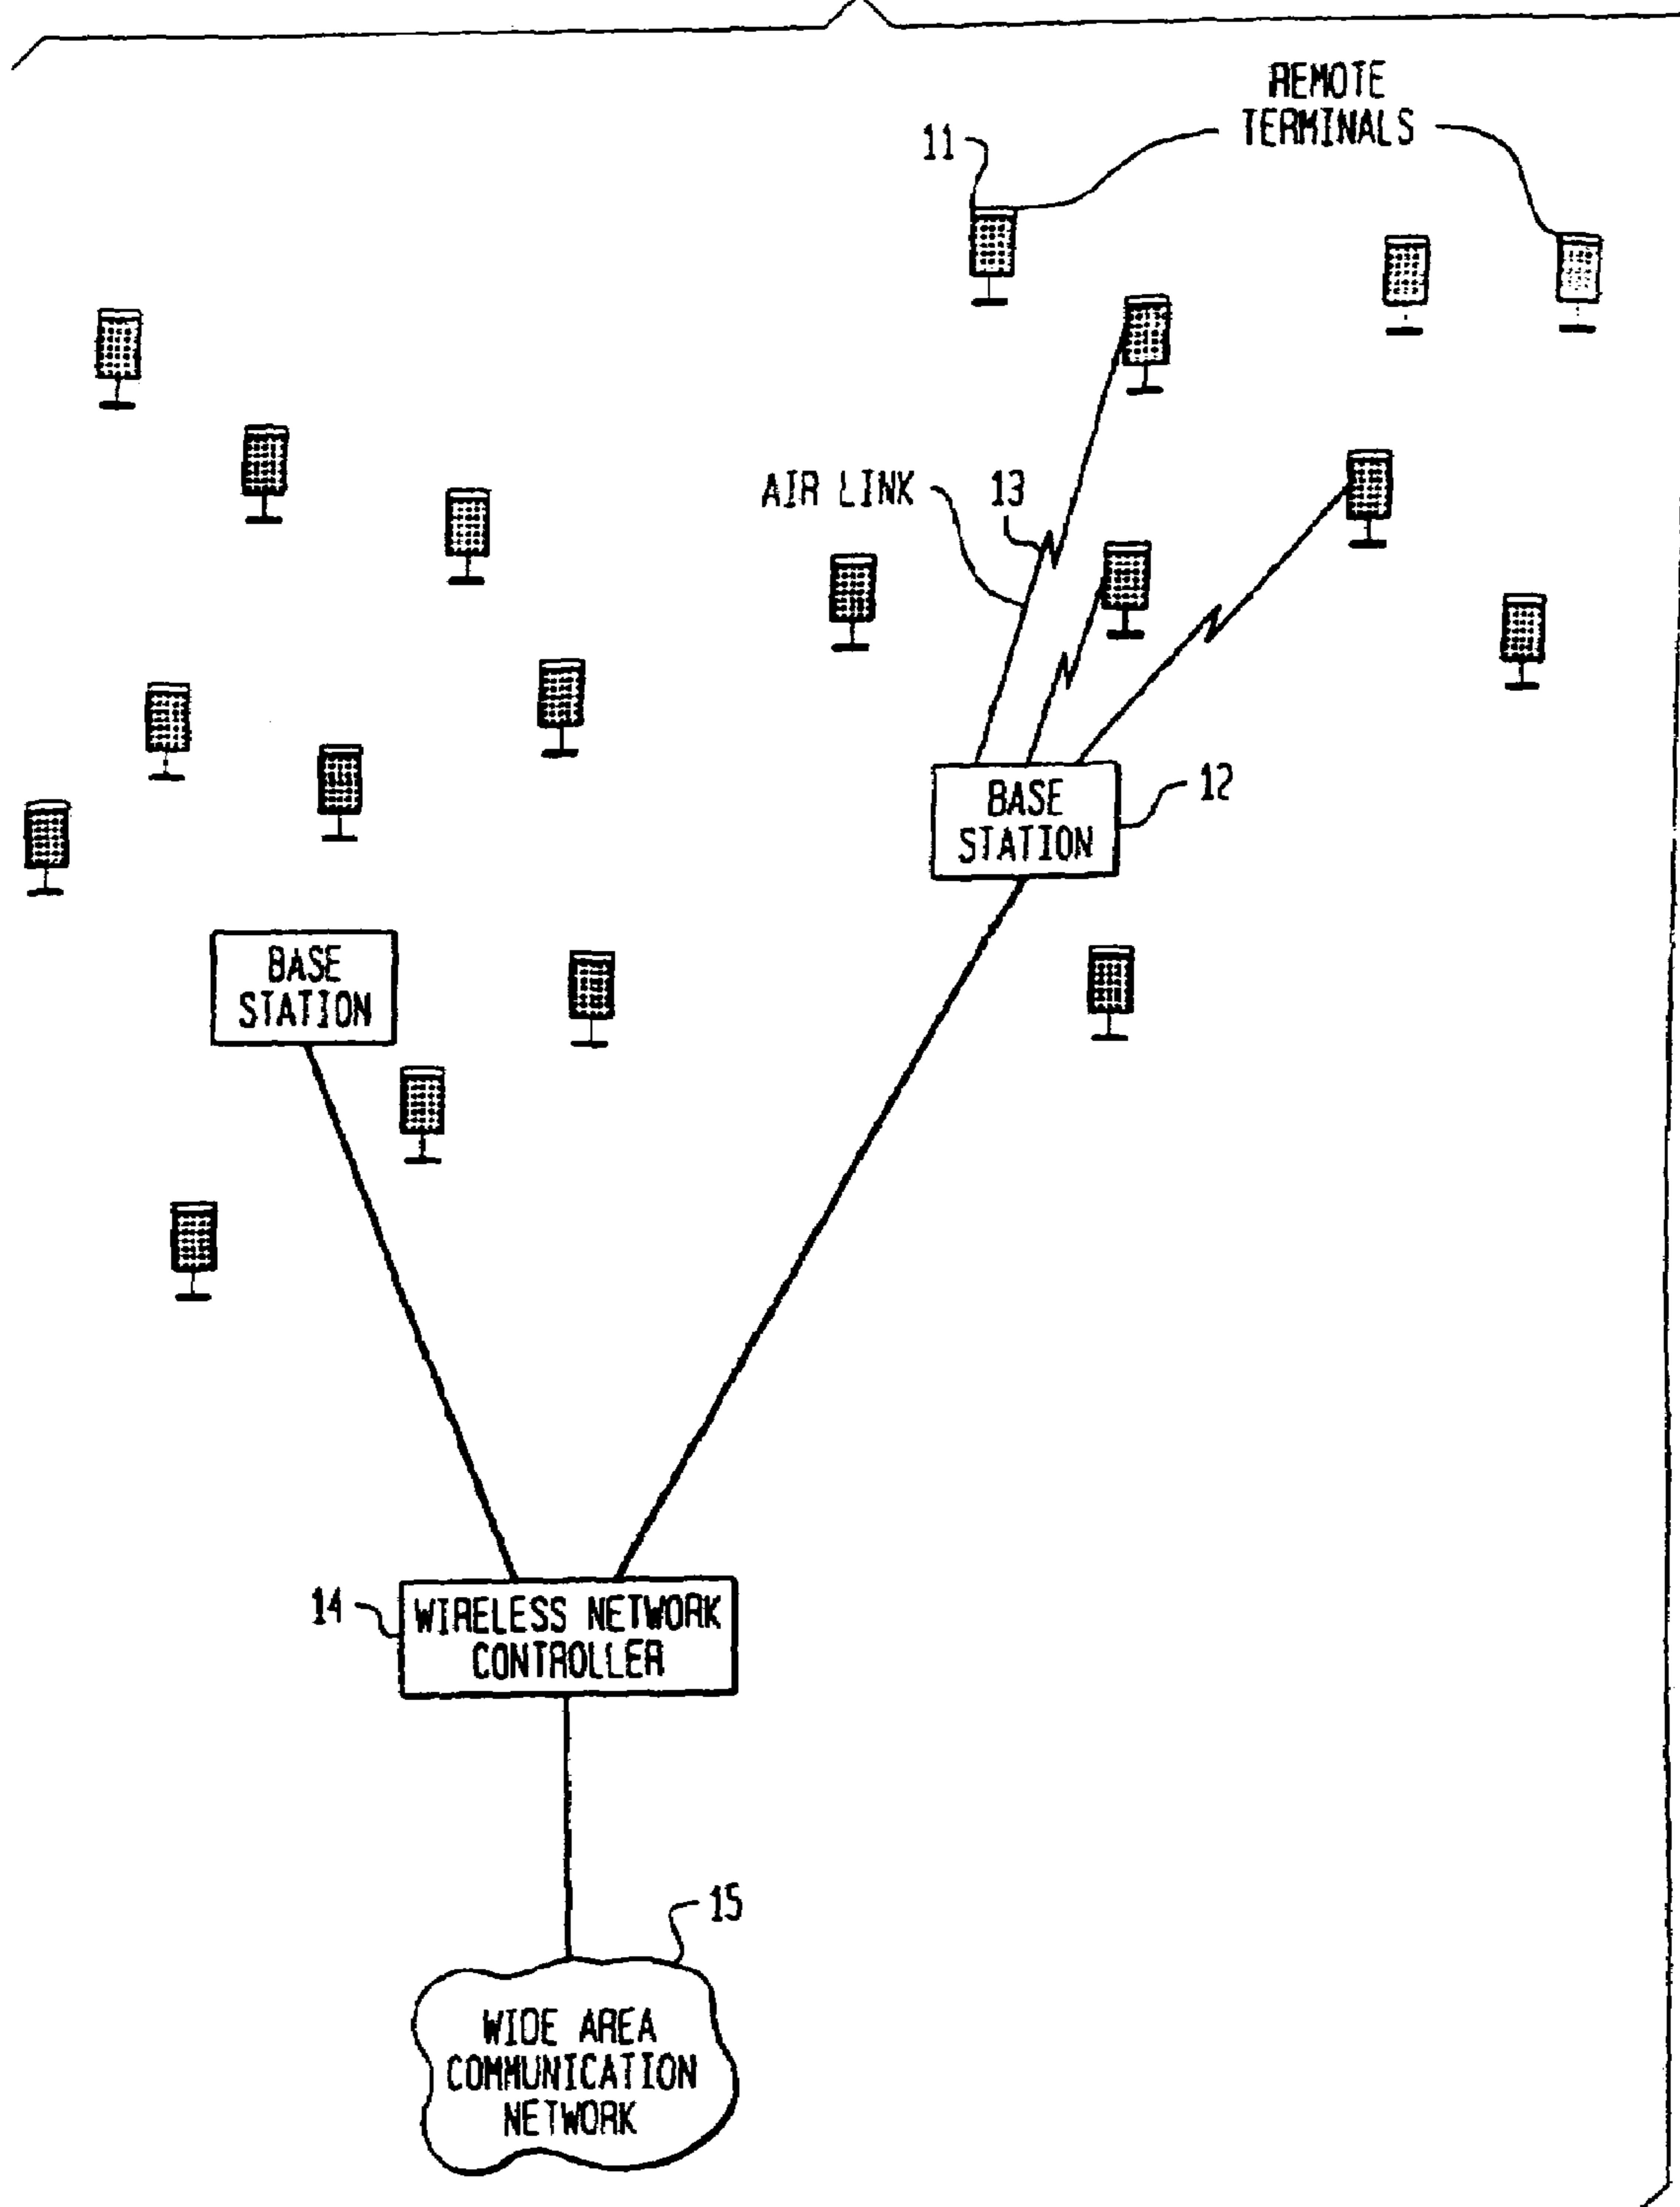 REMOTE
TERMINALS
11
AIR LINK
13
BASE
STATION
12
BASE
STATION
14
WIRELESS NETWORK
CONTROLLER
15
WIDE AREA
COMMUNICATION
NETWORK